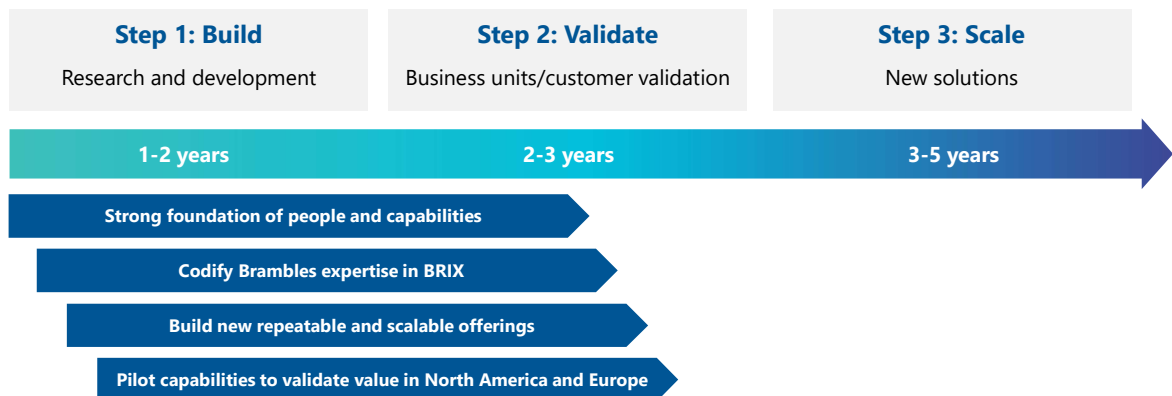 Step 1: Build
Research and development
Step 2: Validate
Business units/customer validation
Step 3: Scale
New solutions
1-2 years
2-3 years
3-5 years
Strong foundation of people and capabilities
Codify Brambles expertise in BRIX
Build new repeatable and scalable offerings
Pilot capabilities to validate value in North America and Europe